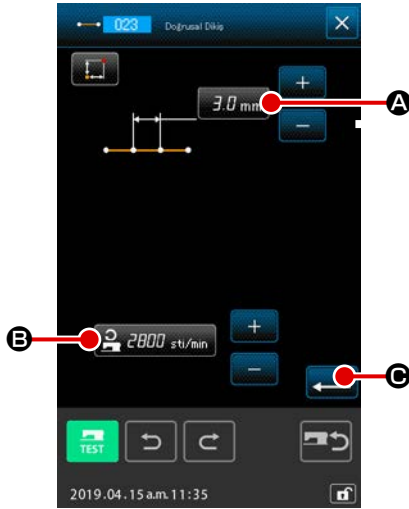 023 Doğrusal Dikiş
3.0 mm
A
B
2800 sti/min
C
TEST
2019.04.15 a.m. 11:35